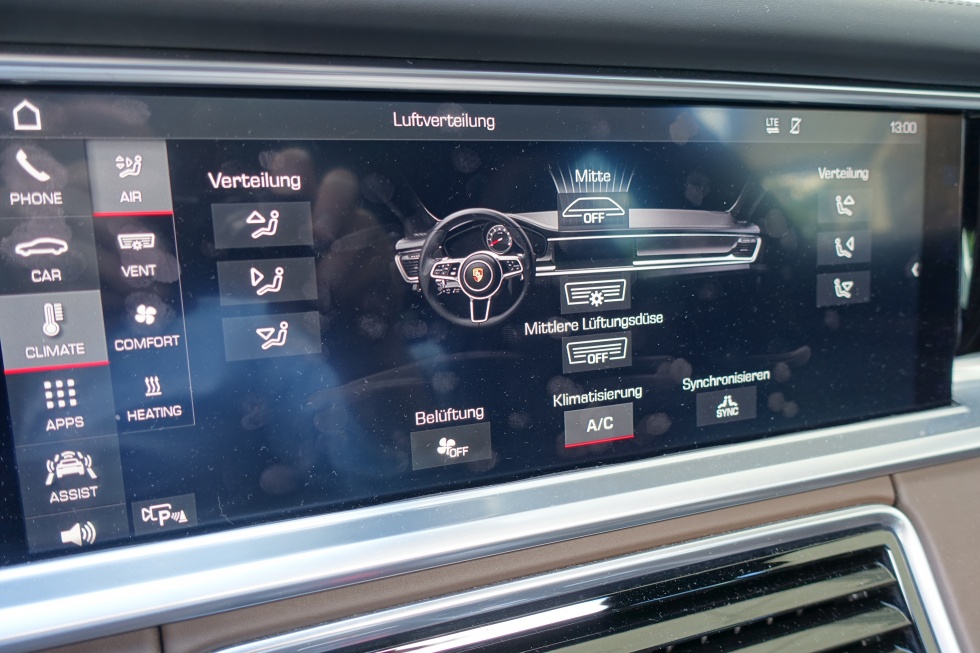 Luftverteilung
LTE
13:00
PHONE
CAR
CLIMATE
APPS
ASSIST
AIR
VENT
COMFORT
HEATING
P
Verteilung
Mitte
OFF
Mittlere Lüftungsdüse
OFF
Verteilung
Belüftung
OFF
Klimatisierung
A/C
Synchronisieren
SYNC